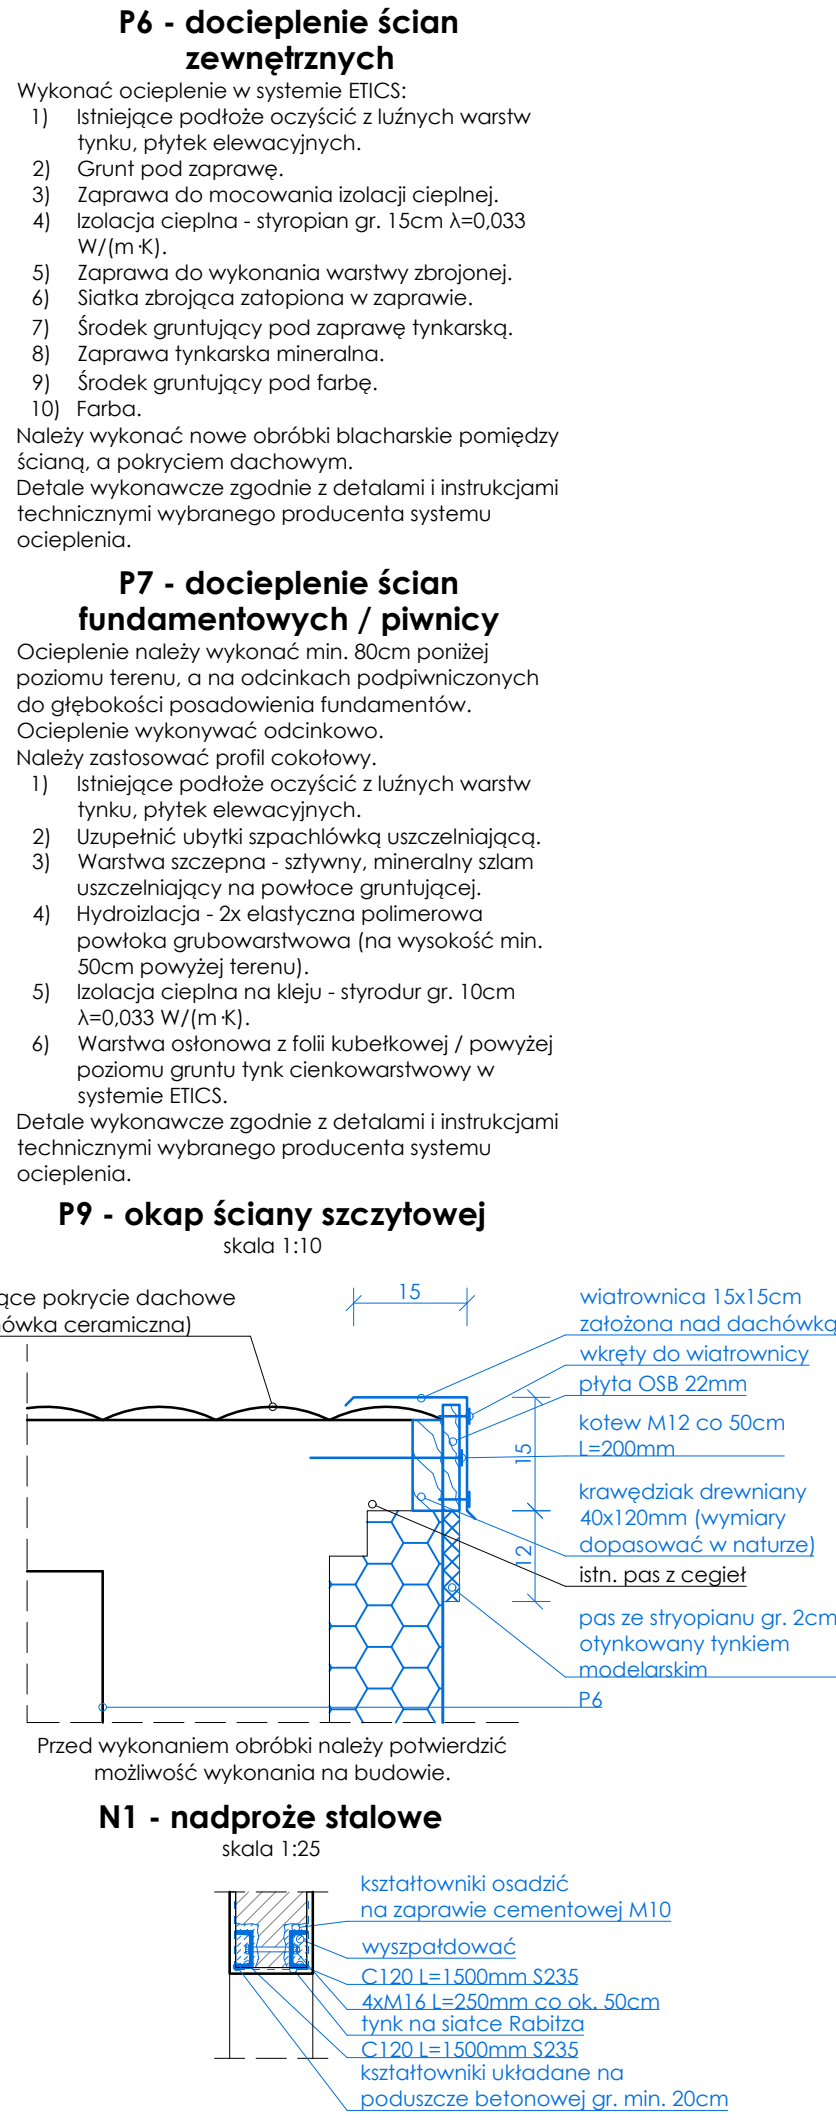 P6 - docieplenie ścian
zewnętrznych
Wykonać ocieplenie w systemie ETICS:
1) Istniejące podłoże oczyścić z luźnych warstw
tynku, płytek elewacyjnych.
2) Grunt pod zaprawę.
3) Zaprawa do mocowania izolacji cieplnej.
4) Izolacja cieplna - styropian gr. 15cm λ=0,033
W/(m·K).
5) Zaprawa do wykonania warstwy zbrojonej.
6) Siatka zbrojąca zatopiona w zaprawie.
7) Środek gruntujący pod zaprawę tynkarską.
8) Zaprawa tynkarska mineralna.
9) Środek gruntujący pod farbę.
10) Farba.
Należy wykonać nowe obróbki blacharskie pomiędzy
ścianą, a pokryciem dachowym.
Detale wykonawcze zgodnie z detalami i instrukcjami
technicznymi wybranego producenta systemu
ocieplenia.
P7 - docieplenie ścian
fundamentowych / piwnicy
Ocieplenie należy wykonać min. 80cm poniżej
poziomu terenu, a na odcinkach podpiwniczonych
do głębokości posadowienia fundamentów.
Ocieplenie wykonywać odcinkowo.
Należy zastosować profil cokołowy.
1) Istniejące podłoże oczyścić z luźnych warstw
tynku, płytek elewacyjnych.
2) Uzupełnić ubytki szpachlówką uszczelniającą.
3) Warstwa szczepna - sztywny, mineralny szlam
uszczelniający na powłoce gruntującej.
4) Hydroizlacja - 2x elastyczna polimerowa
powłoka grubowarstwowa (na wysokość min.
50cm powyżej terenu).
5) Izolacja cieplna na kleju - styrodur gr. 10cm
λ=0,033 W/(m·K).
6) Warstwa osłonowa z folii kubełkowej / powyżej
poziomu gruntu tynk cienkowarstwowy w
systemie ETICS.
Detale wykonawcze zgodnie z detalami i instrukcjami
technicznymi wybranego producenta systemu
ocieplenia.
P9 - okap ściany szczytowej
skala 1:10
ące pokrycie dachowe
ówka ceramiczna)
15
wiatrownica 15x15cm
założona nad dachówką
wkręty do wiatrownicy
płyta OSB 22mm
kotew M12 co 50cm
L=200mm
15
krawędziak drewniany
40x120mm (wymiary
dopasować w naturze)
12
istn. pas z cegieł
pas ze stryopianu gr. 2cm
otynkowany tynkiem
modelarskim
P6
Przed wykonaniem obróbki należy potwierdzić
możliwość wykonania na budowie.
N1 - nadproże stalowe
skala 1:25
kształtowniki osadzić
na zaprawie cementowej M10
wyszpałdować
C120 L=1500mm S235
4xM16 L=250mm co ok. 50cm
tynk na siatce Rabitza
C120 L=1500mm S235
kształtowniki układane na
poduszcze betonowej gr. min. 20cm